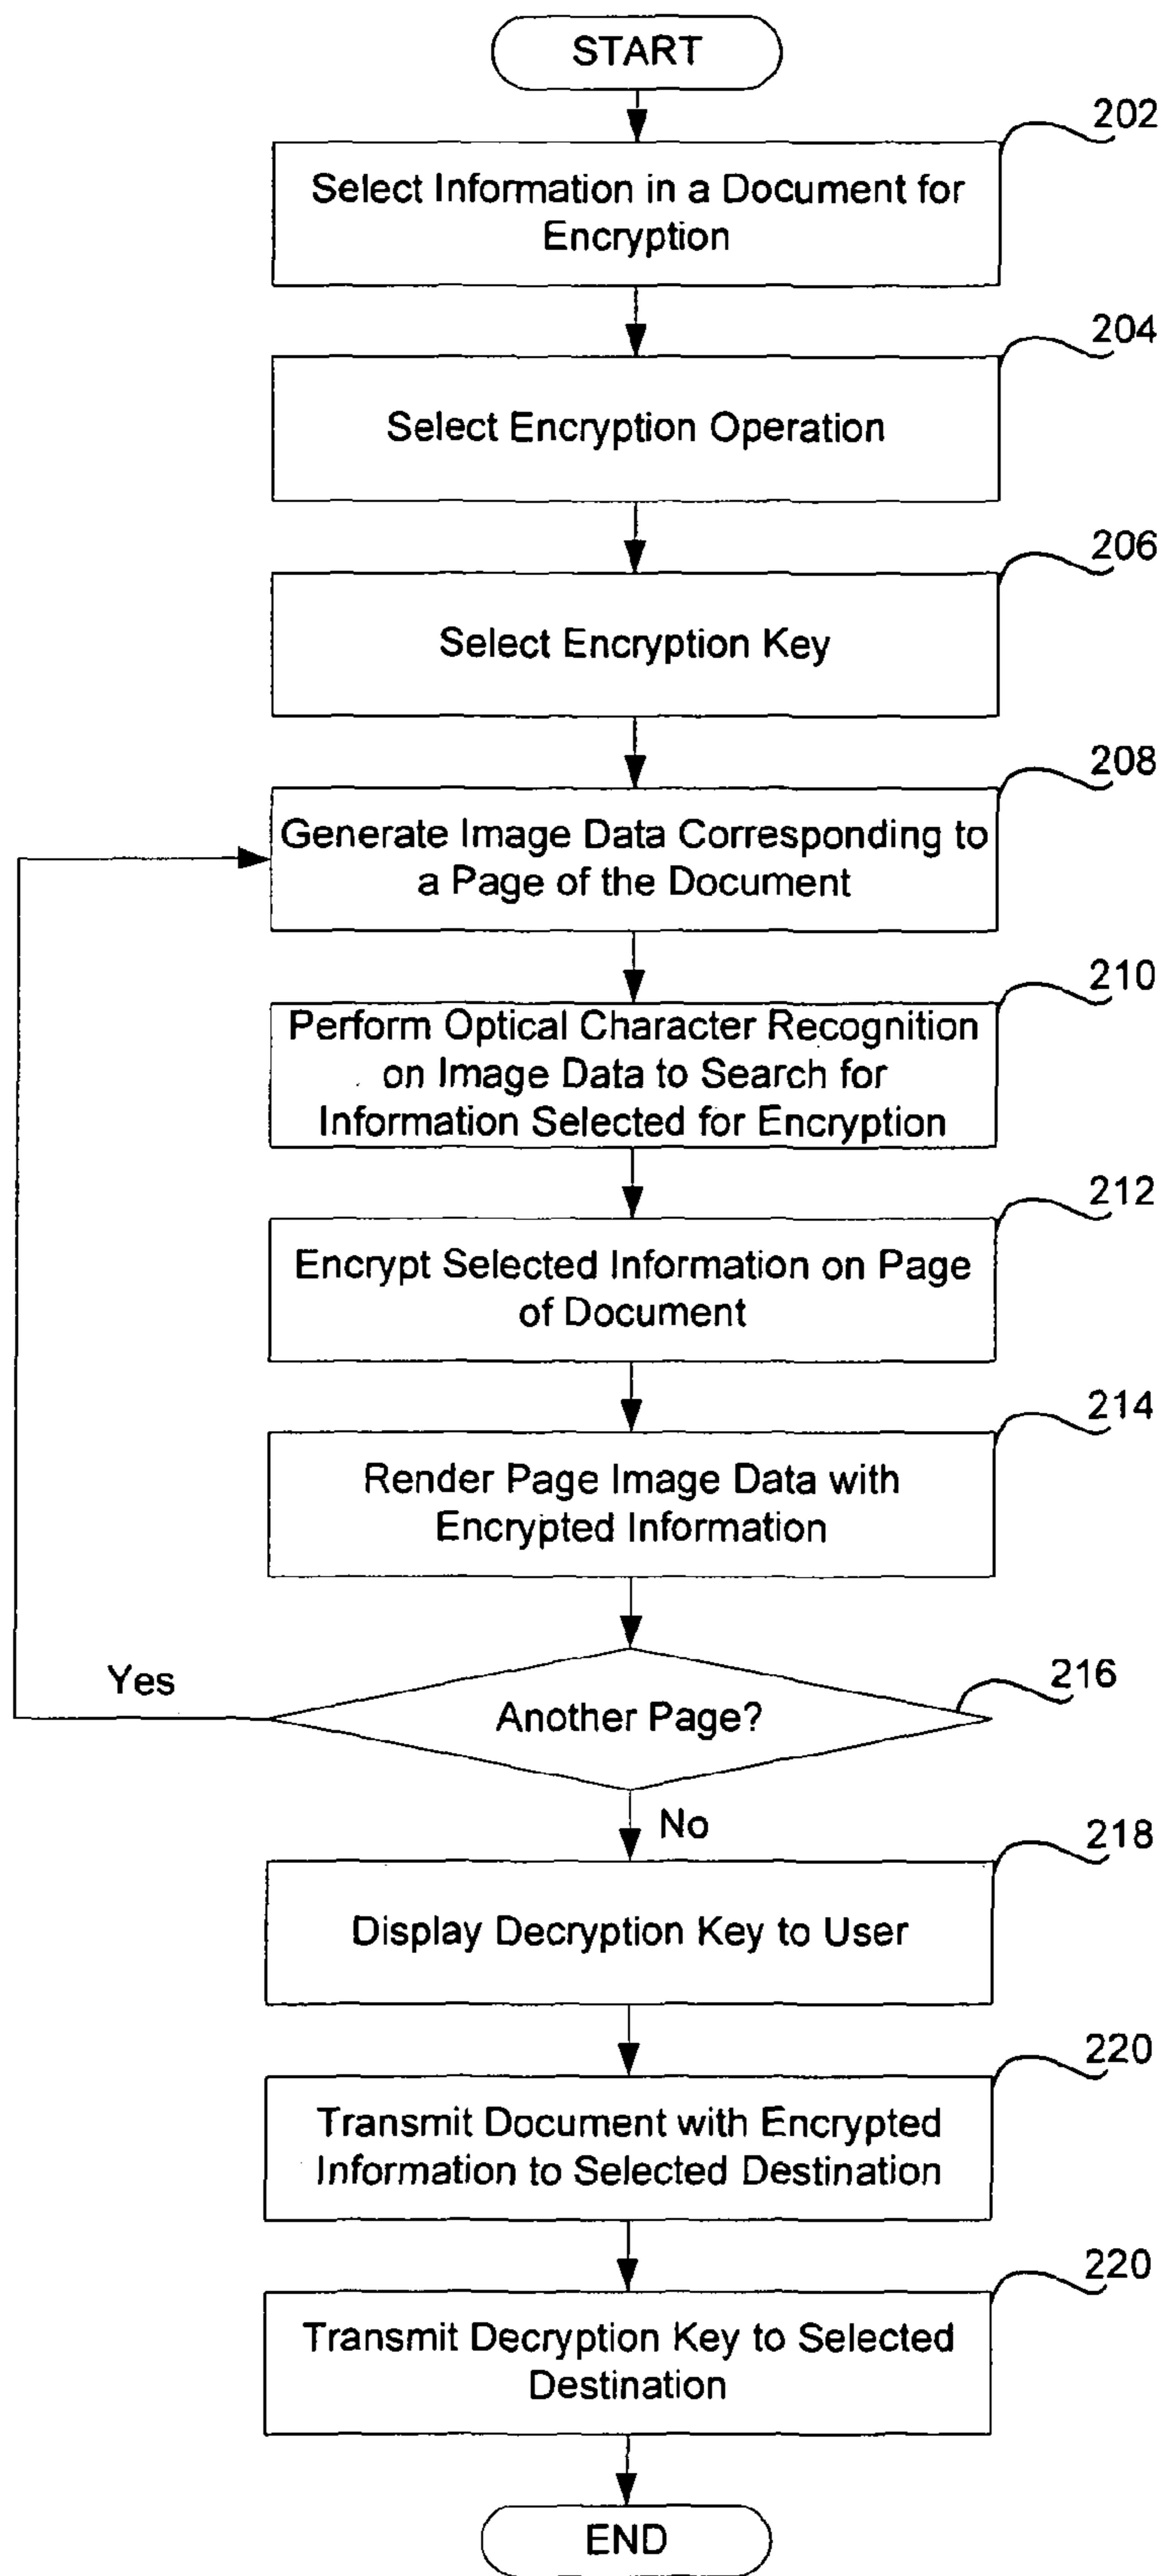 START
202
Select Information in a Document for
Encryption
204
Select Encryption Operation
206
Select Encryption Key
208
Generate Image Data Corresponding to
a Page of the Document
210
Perform Optical Character Recognition
on Image Data to Search for
Information Selected for Encryption
212
Encrypt Selected Information on Page
of Document
214
Render Page Image Data with
Encrypted Information
Yes
216
Another Page?
No
218
Display Decryption Key to User
220
Transmit Document with Encrypted
Information to Selected Destination
220
Transmit Decryption Key to Selected
Destination
END